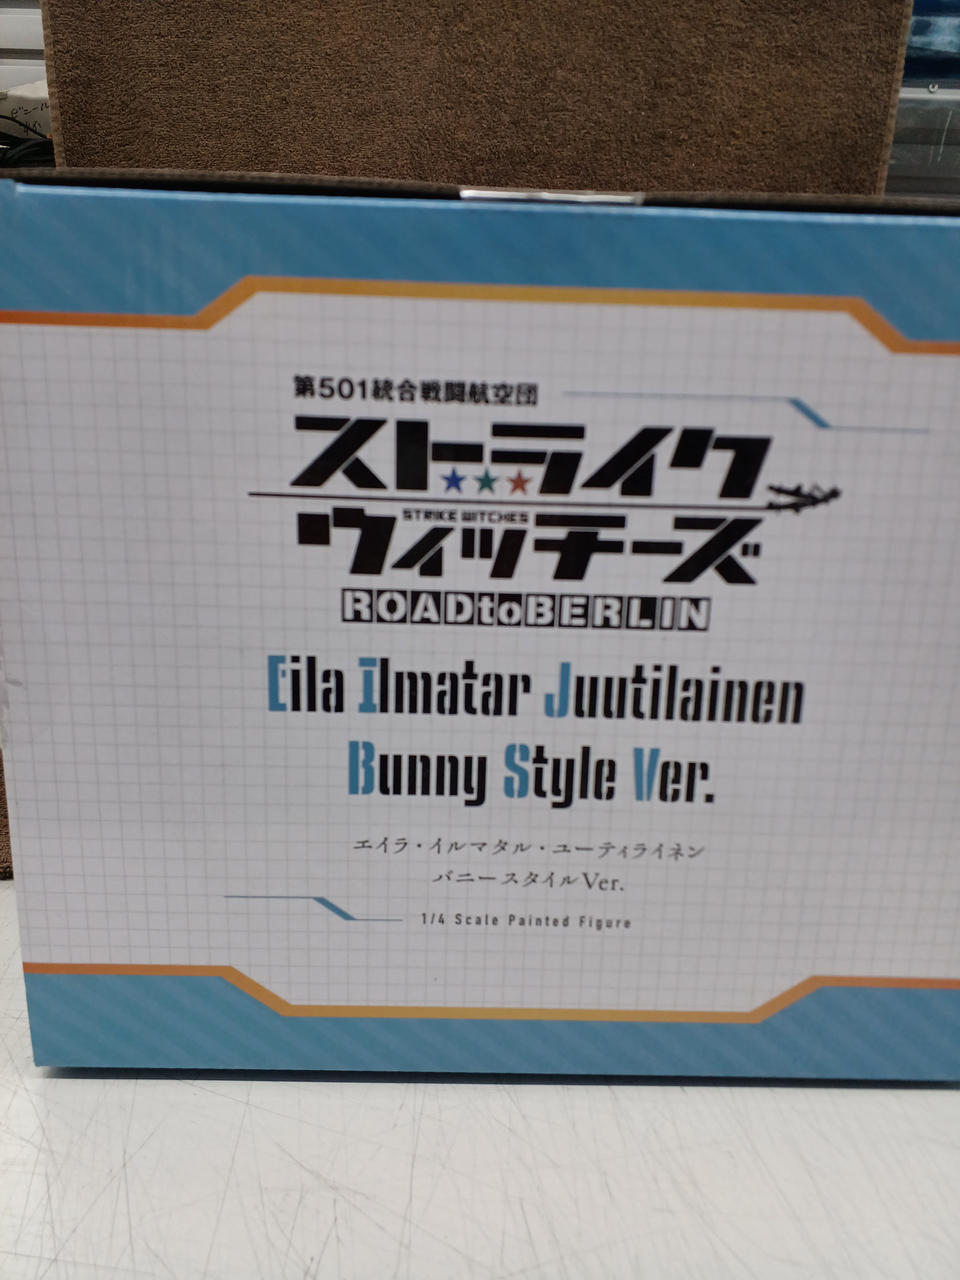 第501統合戦闘航空団
ストライク
STRIKE WITCHES
ウィッチーズ
ROADtoBERLIN
Eila Ilmatar Juutilainen
Bunny Style Ver.
エイラ・イルマタル・ユーティライネン
バニースタイルVer.
1/4 Scale Painted Figure